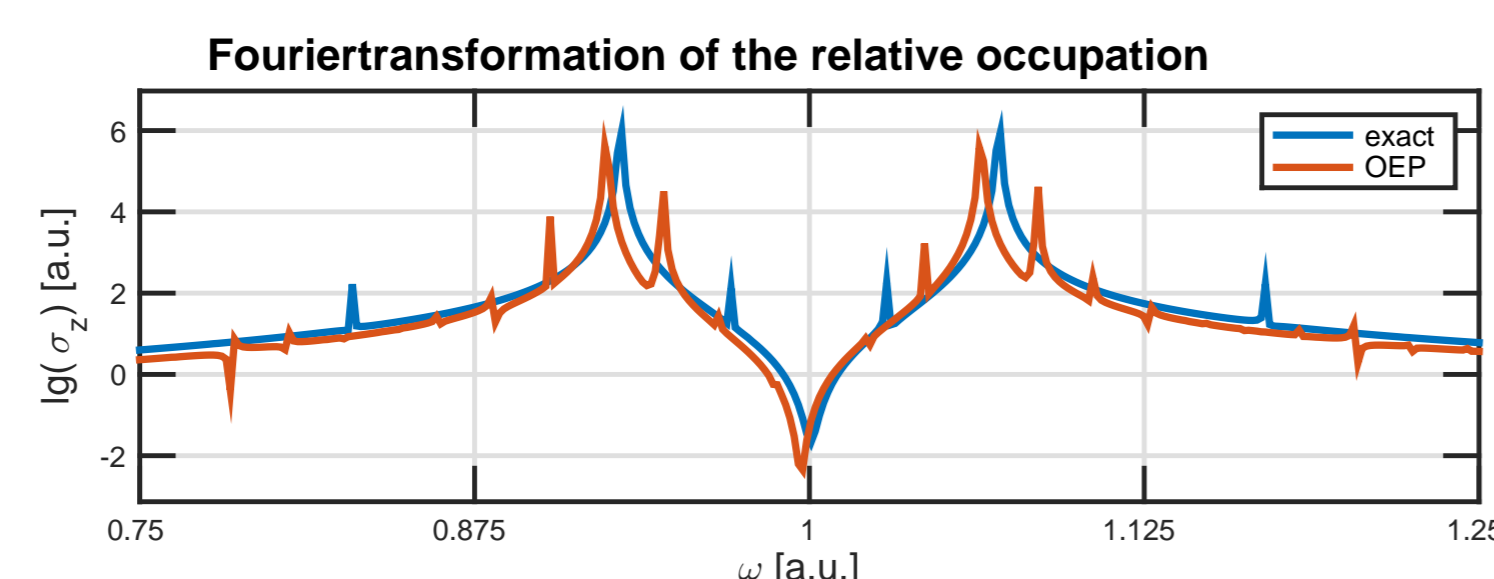 Fouriertransformation of the relative occupation
exact
OEP
lg( σz) [a.u.]
6
4
2
0
-2
0.75
0.875
1
1.125
1.25
ω [a.u.]